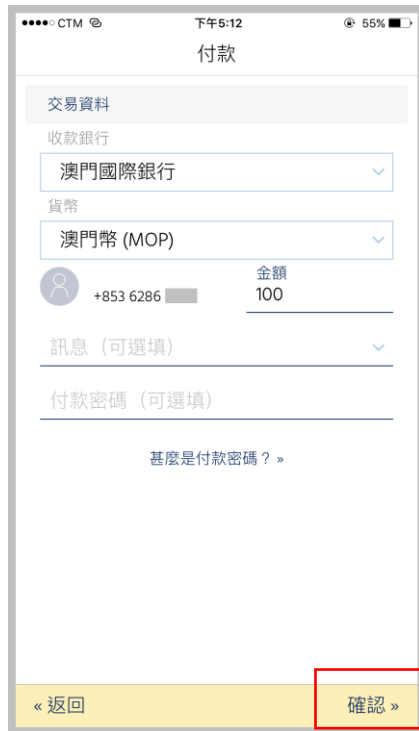 CTM 下午5:12 55%
付款
交易資料
收款銀行
澳門國際銀行
貨幣
澳門幣 (MOP)
金額
+853 6286 100
訊息（可選填）
付款密碼（可選填）
甚麼是付款密碼？»
« 返回 確認 »